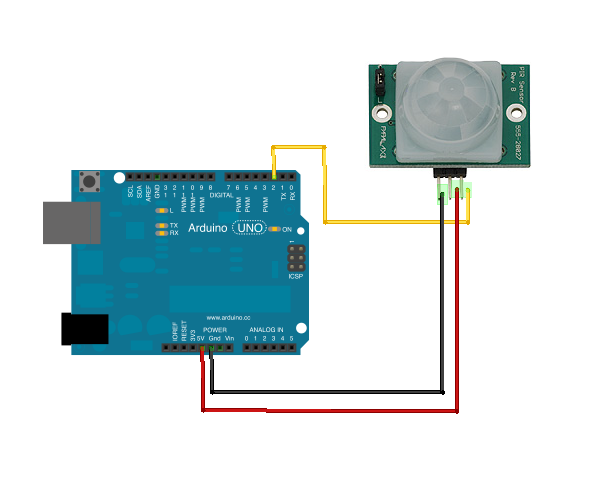 PIR Sensor
Rev B
555-28027
SCL
SDA
AREF
GND
13
12
PWM 11
PWM 10
PWM 9
8
DIGITAL
7
PWM 6
PWM 5
4
PWM 3
2
TX 1
RX 0
L
TX
RX
Arduino UNO
ON
1
ICSP
www.arduino.cc
POWER
ANALOG IN
IOREF
RESET
3V3
5V
Gnd
Vin
0 1 2 3 4 5